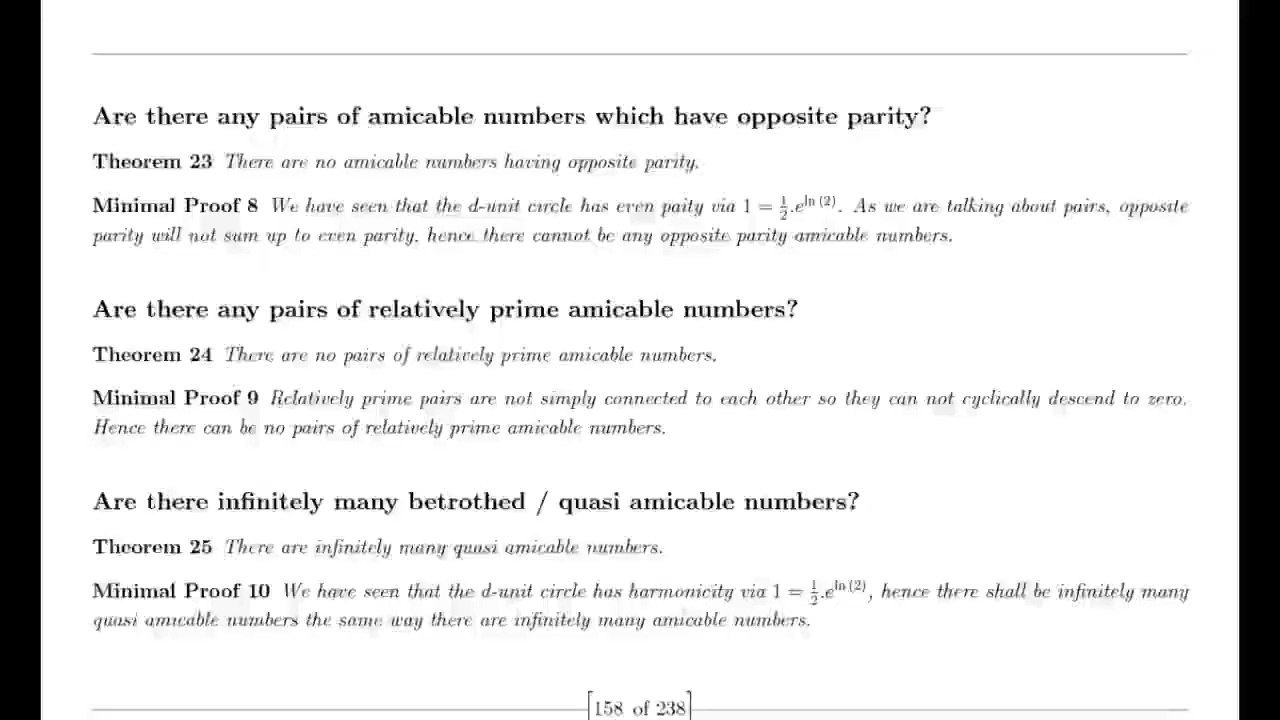 Are there any pairs of amicable numbers which have opposite parity?
Theorem 23 There are no amicable numbers having opposite parity.
Minimal Proof 8 We have seen that the d-unit circle has even paity via 1 = 1/2.e^{ln (2)}. As we are talking about pairs, opposite
parity will not sum up to even parity. hence there cannot be any opposite parity amicable numbers.
Are there any pairs of relatively prime amicable numbers?
Theorem 24 There are no pairs of relatively prime amicable numbers.
Minimal Proof 9 Relatively prime pairs are not simply connected to each other so they can not cyclically descend to zero.
Hence there can be no pairs of relatively prime amicable numbers.
Are there infinitely many betrothed / quasi amicable numbers?
Theorem 25 There are infinitely many quasi amicable numbers.
Minimal Proof 10 We have seen that the d-unit circle has harmonicity via 1 = 1/2.e^{ln (2)}, hence there shall be infinitely many
quasi amicable numbers the same way there are infinitely many amicable numbers.
[158 of 238]